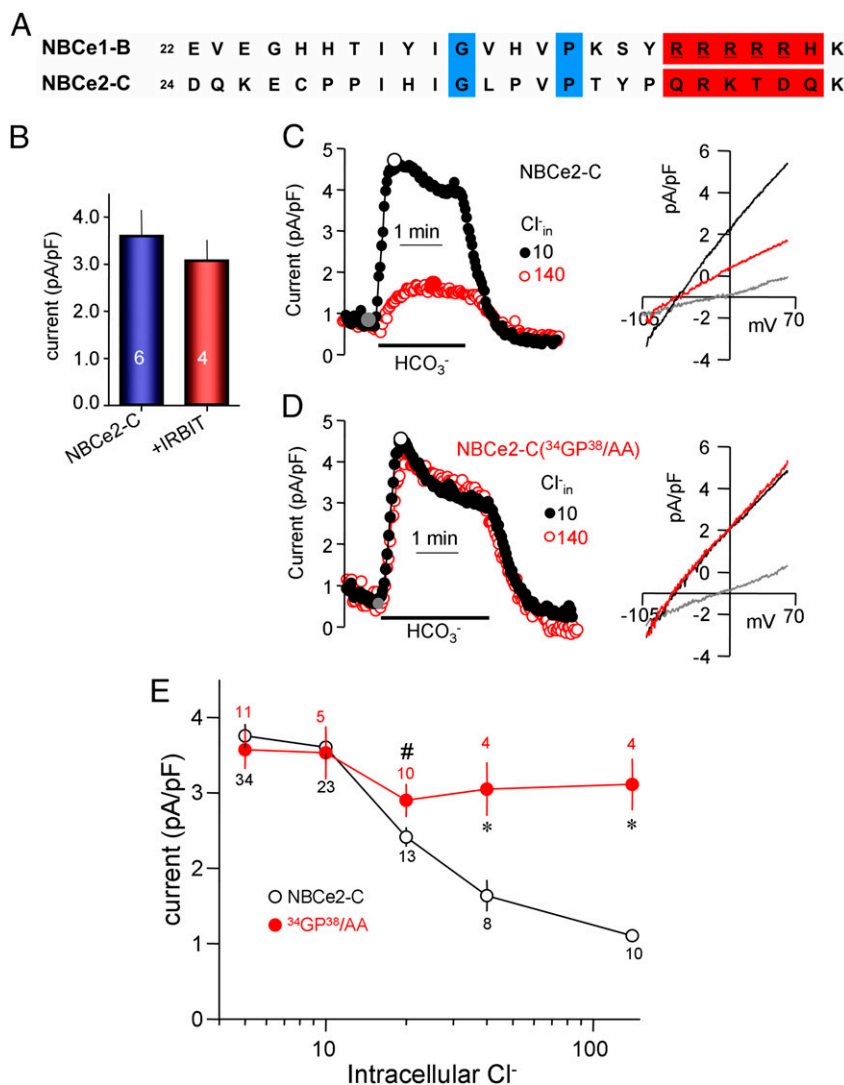 A
NBCe1-B 22 E V E G H H T I Y I G V H V P K S Y R R R R R H K
NBCe2-C 24 D Q K E C P P I H I G L P V P T Y P Q R K T D Q K
B
current (pA/pF)
4.0
3.0
2.0
1.0
0.0
6
4
NBCe2-C
+IRBIT
C
Current (pA/pF)
5
4
3
2
1
0
NBCe2-C
1 min
Cl⁻in
10
140
HCO₃⁻
pA/pF
6
4
2
0
-2
-4
-105
mV
70
D
Current (pA/pF)
5
4
3
2
1
0
NBCe2-C(³⁴GP³⁸/AA)
1 min
Cl⁻in
10
140
HCO₃⁻
pA/pF
6
4
2
0
-2
-4
-105
mV
70
E
current (pA/pF)
4
3
2
1
0
11
34
5
23
#
10
13
4
*
8
4
*
10
NBCe2-C
³⁴GP³⁸/AA
10
100
Intracellular Cl⁻